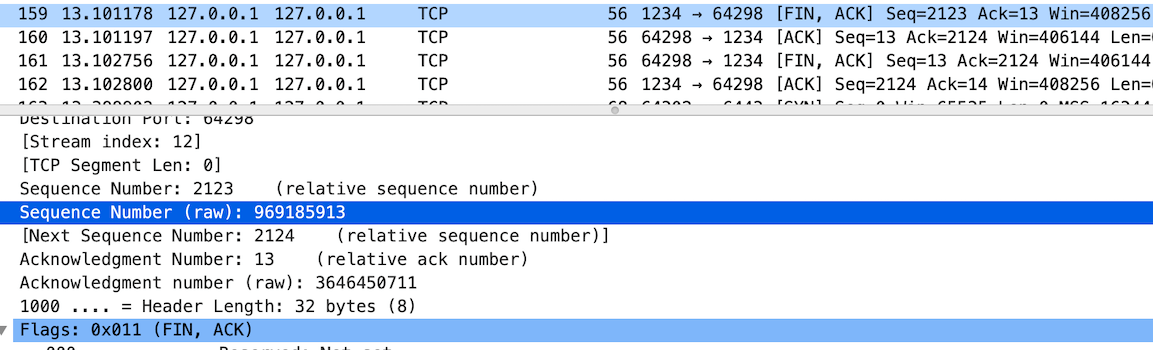 159 13.101178 127.0.0.1 127.0.0.1 TCP 56 1234 → 64298 [FIN, ACK] Seq=2123 Ack=13 Win=408256
160 13.101197 127.0.0.1 127.0.0.1 TCP 56 64298 → 1234 [ACK] Seq=13 Ack=2124 Win=406144 Len=
161 13.102756 127.0.0.1 127.0.0.1 TCP 56 64298 → 1234 [FIN, ACK] Seq=13 Ack=2124 Win=406144
162 13.102800 127.0.0.1 127.0.0.1 TCP 56 1234 → 64298 [ACK] Seq=2124 Ack=14 Win=408256 Len=
Destination Port: 64298
[Stream index: 12]
[TCP Segment Len: 0]
Sequence Number: 2123 (relative sequence number)
Sequence Number (raw): 969185913
[Next Sequence Number: 2124 (relative sequence number)]
Acknowledgment Number: 13 (relative ack number)
Acknowledgment number (raw): 3646450711
1000 .... = Header Length: 32 bytes (8)
Flags: 0x011 (FIN, ACK)